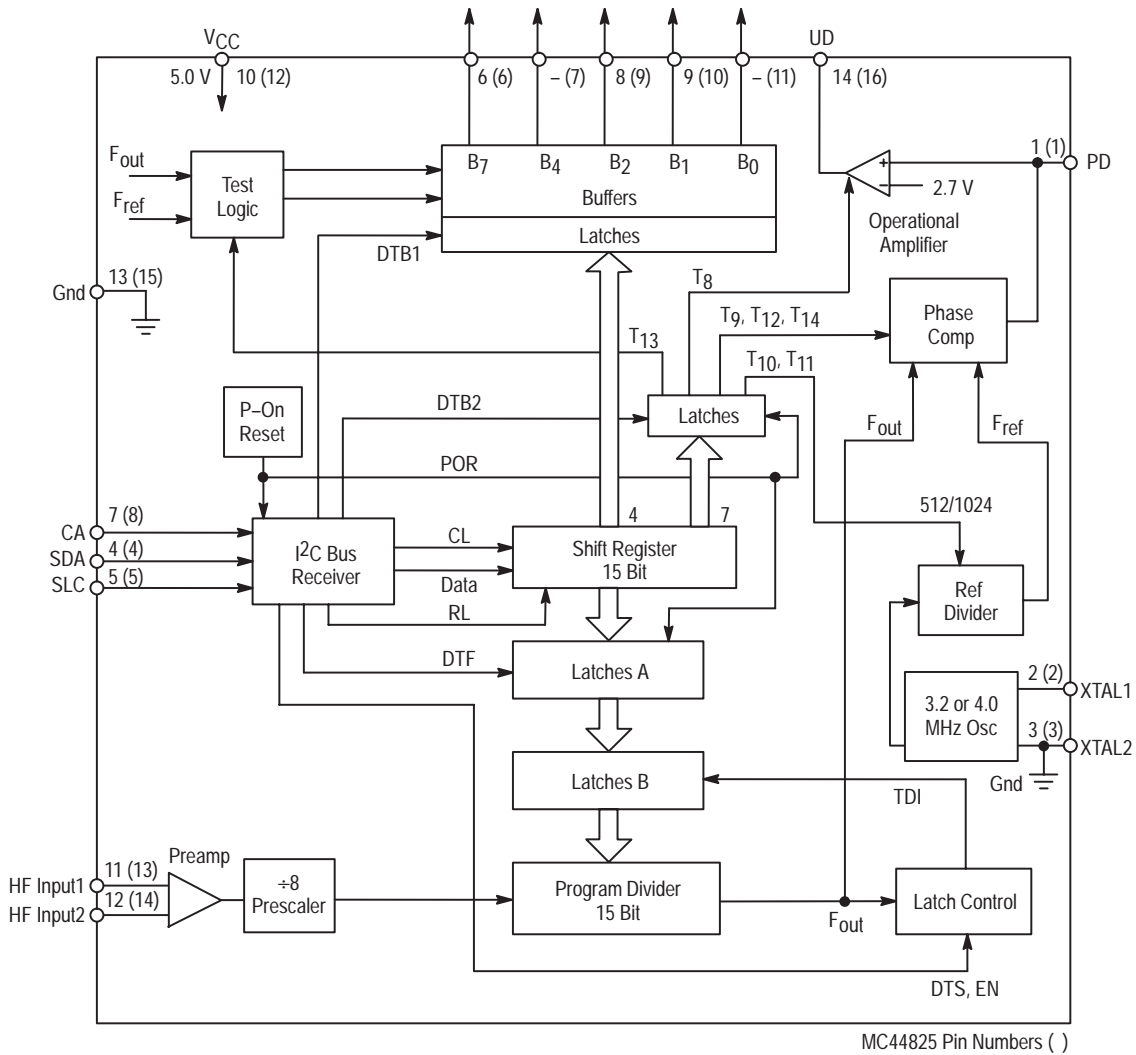 VCC
UD
5.0 V
10 (12)
6 (6)
– (7)
8 (9)
9 (10)
– (11)
14 (16)
Fout
Fref
Test
Logic
B7
B4
B2
B1
B0
Buffers
Latches
DTB1
1 (1)
PD
2.7 V
Operational
Amplifier
Gnd
13 (15)
T8
T9, T12, T14
T13
T10, T11
Phase
Comp
P–On
Reset
DTB2
Latches
Fout
Fref
POR
CA
7 (8)
SDA
4 (4)
SLC
5 (5)
I2C Bus
Receiver
CL
Data
RL
4
7
Shift Register
15 Bit
512/1024
Ref
Divider
DTF
Latches A
3.2 or 4.0
MHz Osc
2 (2)
XTAL1
3 (3)
XTAL2
Gnd
Latches B
TDI
HF Input1
11 (13)
HF Input2
12 (14)
Preamp
÷8
Prescaler
Program Divider
15 Bit
Fout
Latch Control
DTS, EN
MC44825 Pin Numbers ( )